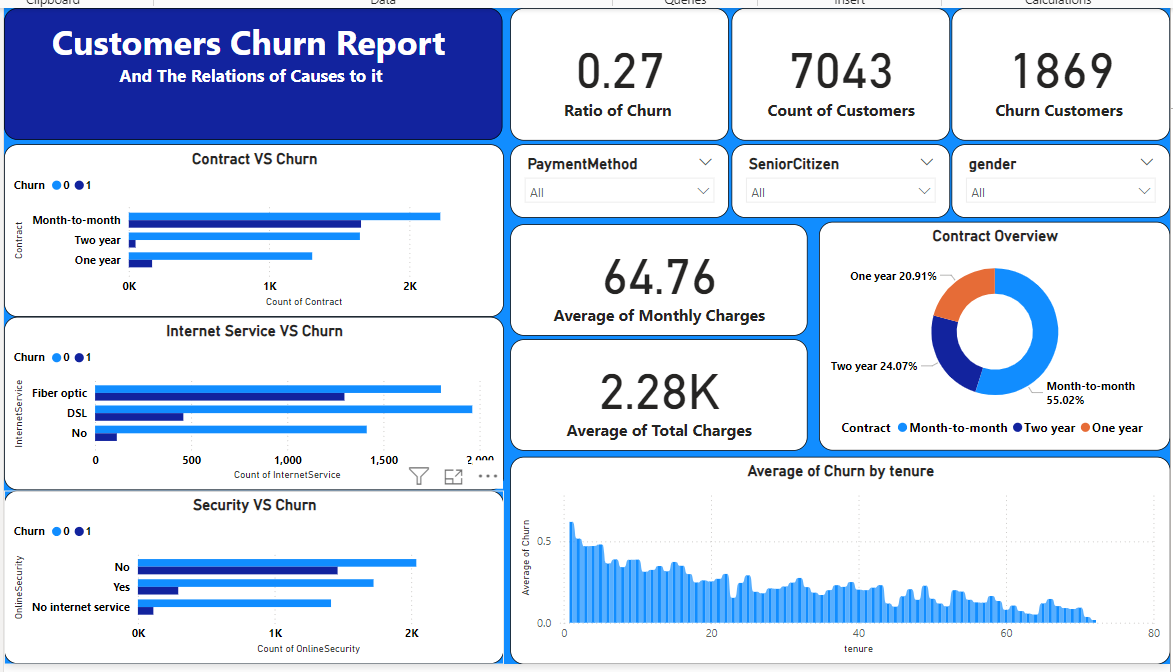 Clipboard
Data
Queries
Insert
Calculations
Customers Churn Report
And The Relations of Causes to it
0.27
Ratio of Churn
7043
Count of Customers
1869
Churn Customers
PaymentMethod
All
SeniorCitizen
All
gender
All
Contract VS Churn
Churn 0 1
Contract
Month-to-month
Two year
One year
0K 1K 2K
Count of Contract
Internet Service VS Churn
Churn 0 1
InternetService
Fiber optic
DSL
No
0 500 1,000 1,500 2,000
Count of InternetService
Security VS Churn
Churn 0 1
OnlineSecurity
No
Yes
No internet service
0K 1K 2K
Count of OnlineSecurity
64.76
Average of Monthly Charges
2.28K
Average of Total Charges
Contract Overview
One year 20.91%
Two year 24.07%
Month-to-month
55.02%
Contract Month-to-month Two year One year
Average of Churn by tenure
Average of Churn
0.5
0.0
0 20 40 60 80
tenure